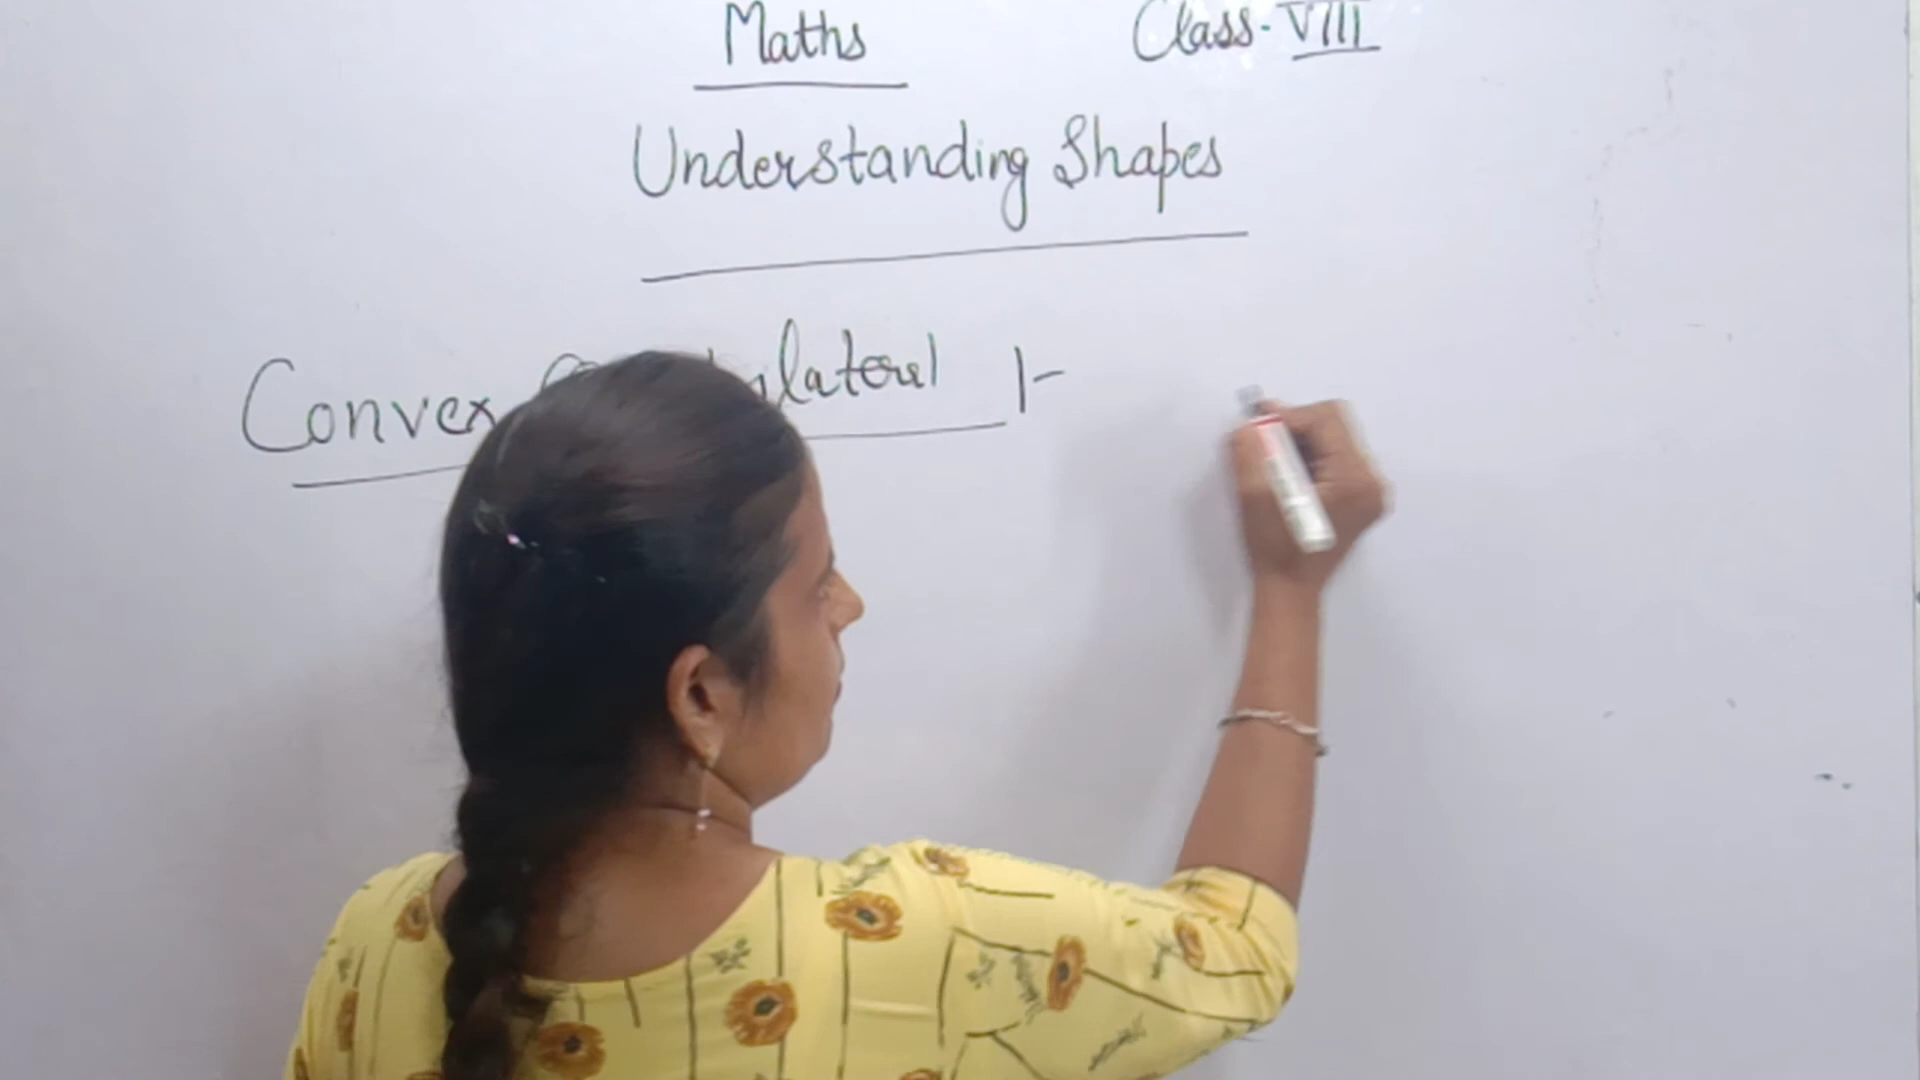 Maths Class-VIII
Understanding Shapes
Convex :-